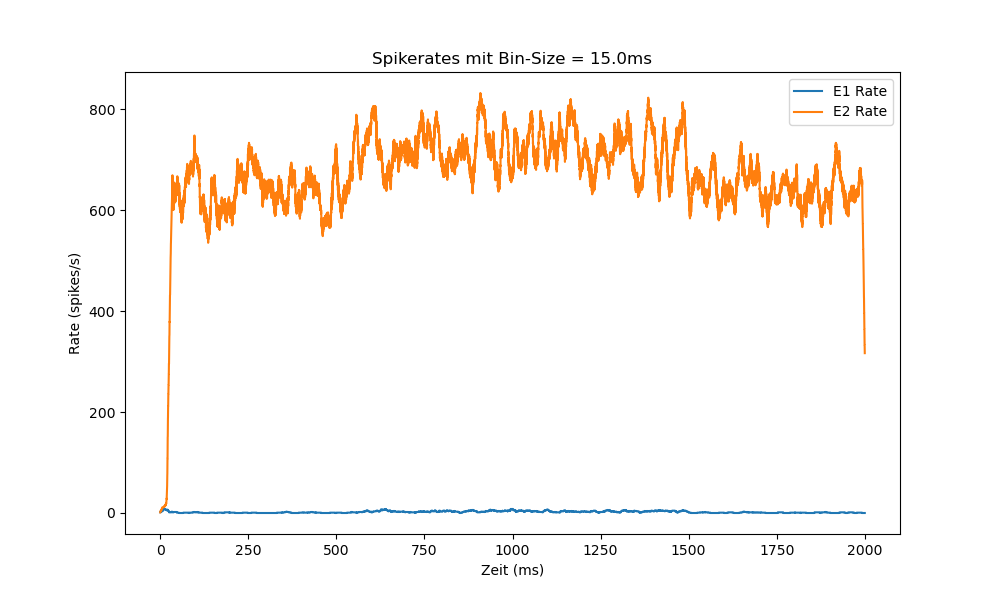 Spikerates mit Bin-Size = 15.0ms
E1 Rate
E2 Rate
800
600
400
200
0
Rate (spikes/s)
0 250 500 750 1000 1250 1500 1750 2000
Zeit (ms)